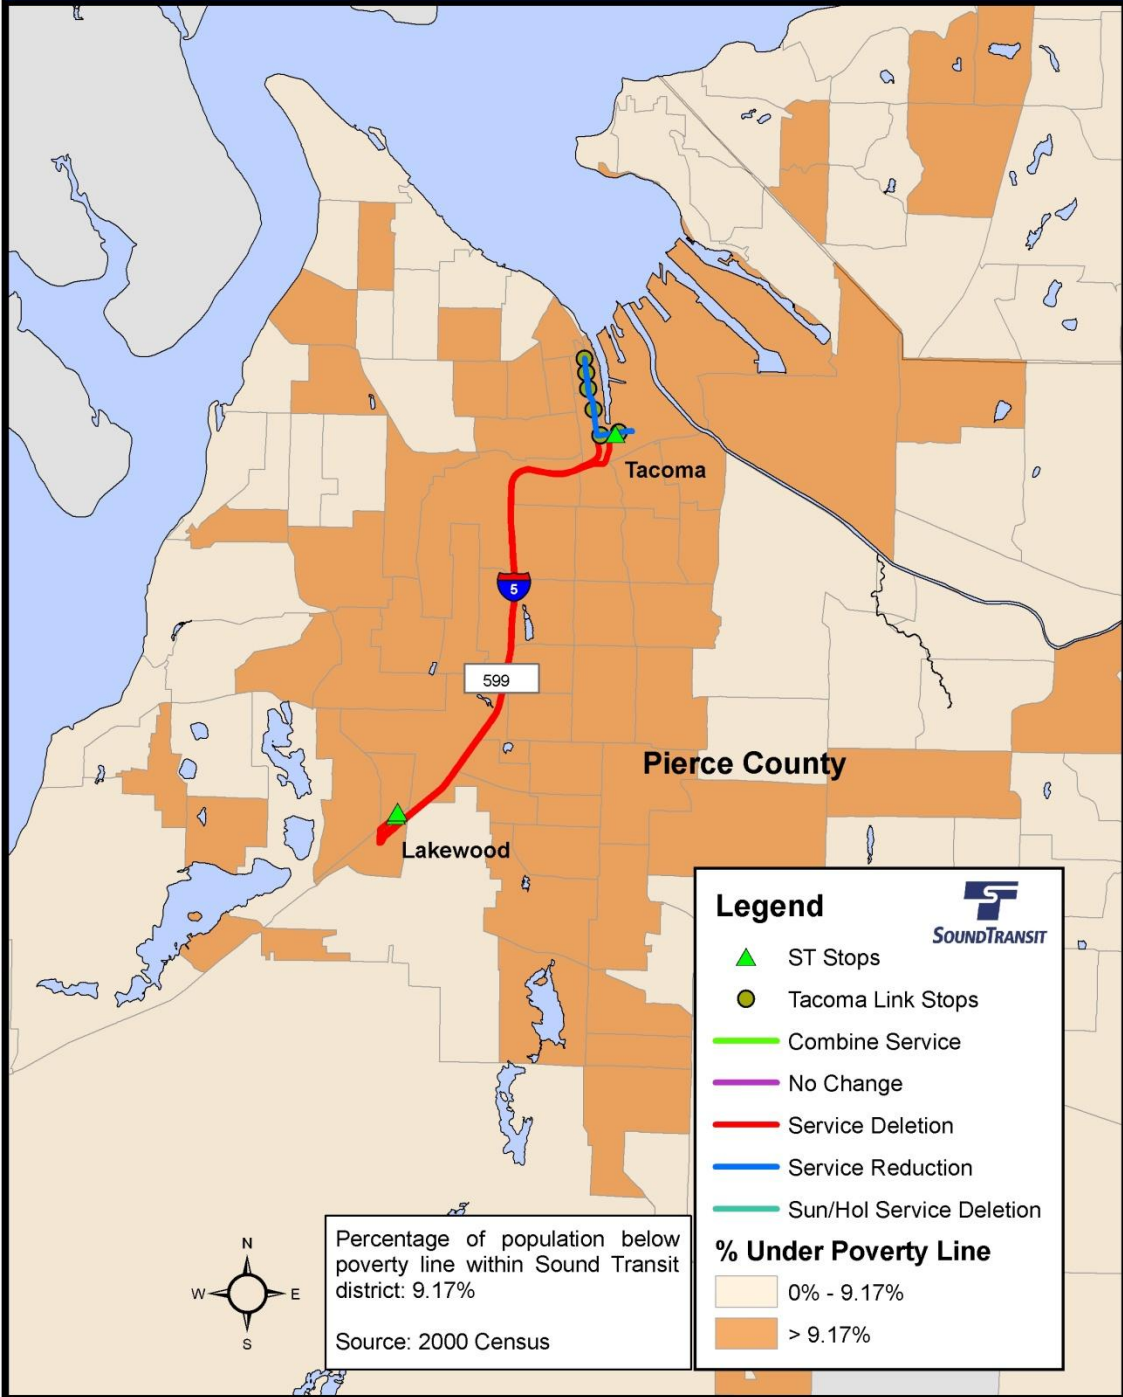 Tacoma
5
599
Pierce County
Lakewood
Legend
ST
SOUNDTRANSIT
ST Stops
Tacoma Link Stops
Combine Service
No Change
Service Deletion
Service Reduction
Sun/Hol Service Deletion
% Under Poverty Line
0% - 9.17%
> 9.17%
N
W E
S
Percentage of population below
poverty line within Sound Transit
district: 9.17%
Source: 2000 Census